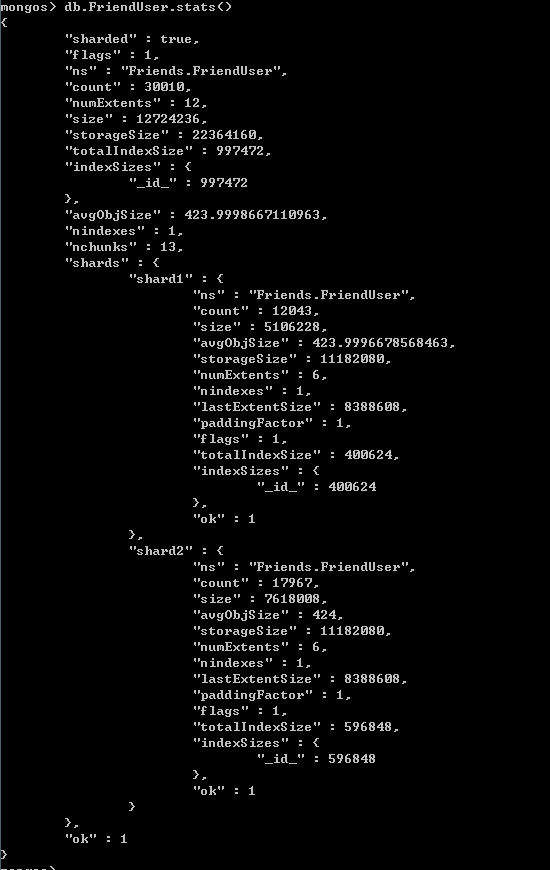 mongos> db.FriendUser.stats()
{
"sharded" : true,
"flags" : 1,
"ns" : "Friends.FriendUser",
"count" : 30010,
"numExtents" : 12,
"size" : 12724236,
"storageSize" : 22364160,
"totalIndexSize" : 997472,
"indexSizes" : {
"_id_" : 997472
},
"avgObjSize" : 423.9998667110963,
"nindexes" : 1,
"nchunks" : 13,
"shards" : {
"shard1" : {
"ns" : "Friends.FriendUser",
"count" : 12043,
"size" : 5106228,
"avgObjSize" : 423.9996678568463,
"storageSize" : 11182080,
"numExtents" : 6,
"nindexes" : 1,
"lastExtentSize" : 8388608,
"paddingFactor" : 1,
"flags" : 1,
"totalIndexSize" : 400624,
"indexSizes" : {
"_id_" : 400624
},
"ok" : 1
},
"shard2" : {
"ns" : "Friends.FriendUser",
"count" : 17967,
"size" : 7618008,
"avgObjSize" : 424,
"storageSize" : 11182080,
"numExtents" : 6,
"nindexes" : 1,
"lastExtentSize" : 8388608,
"paddingFactor" : 1,
"flags" : 1,
"totalIndexSize" : 596848,
"indexSizes" : {
"_id_" : 596848
},
"ok" : 1
}
},
"ok" : 1
}
mongos>